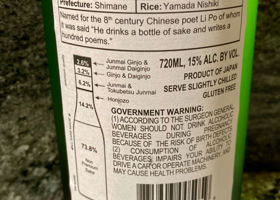 Prefecture: Shimane Rice: Yamada Nishiki
Named for the 8th century Chinese poet Li Po of whom
it was said "He drinks a bottle of sake and writes a
hundred poems."
2.6% Junmai Ginjo &
Junmai Daiginjo
3.2% Ginjo &
Daiginjo
6.2% Junmai &
Tokubetsu Junmai
14.2% Honjozo
73.8% Non
Premium
Sake
720ML, 15% ALC. BY VOL.
PRODUCT OF JAPAN
SERVE SLIGHTLY CHILLED
GLUTEN FREE
GOVERNMENT WARNING:
(1) ACCORDING TO THE SURGEON GENERAL
WOMEN SHOULD NOT DRINK ALCOHOLIC
BEVERAGES DURING PREGNANCY
BECAUSE OF THE RISK OF BIRTH DEFECTS
(2) CONSUMPTION OF ALCOHOLIC
BEVERAGES IMPAIRS YOUR ABILITY TO
DRIVE A CAR OR OPERATE MACHINERY, AND
MAY CAUSE HEALTH PROBLEMS.